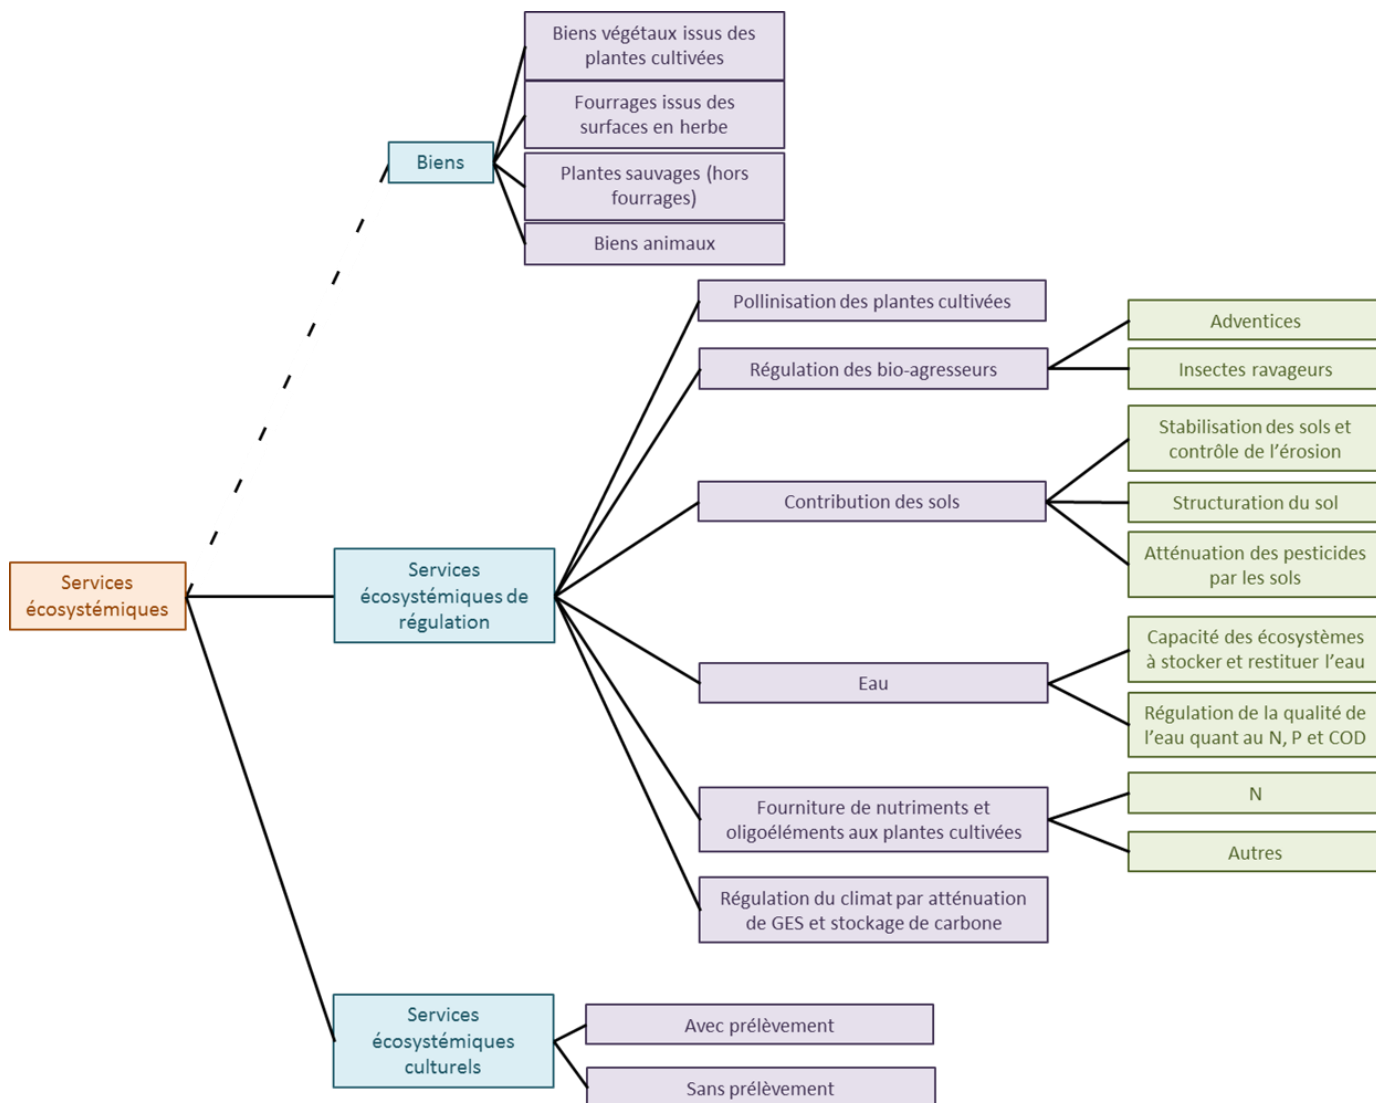 Biens végétaux issus des
plantes cultivées
Fourrages issus des
surfaces en herbe
Biens
Plantes sauvages (hors
fourrages)
Biens animaux
Pollinisation des plantes cultivées
Adventices
Régulation des bio-agresseurs
Insectes ravageurs
Stabilisation des sols et
contrôle de l’érosion
Contribution des sols
Structuration du sol
Atténuation des pesticides
par les sols
Services
écosystémiques
Services
écosystémiques de
régulation
Capacité des écosystèmes
à stocker et restituer l’eau
Eau
Régulation de la qualité de
l’eau quant au N, P et COD
Fourniture de nutriments et
oligoéléments aux plantes cultivées
N
Autres
Régulation du climat par atténuation
de GES et stockage de carbone
Services
écosystémiques
culturels
Avec prélèvement
Sans prélèvement